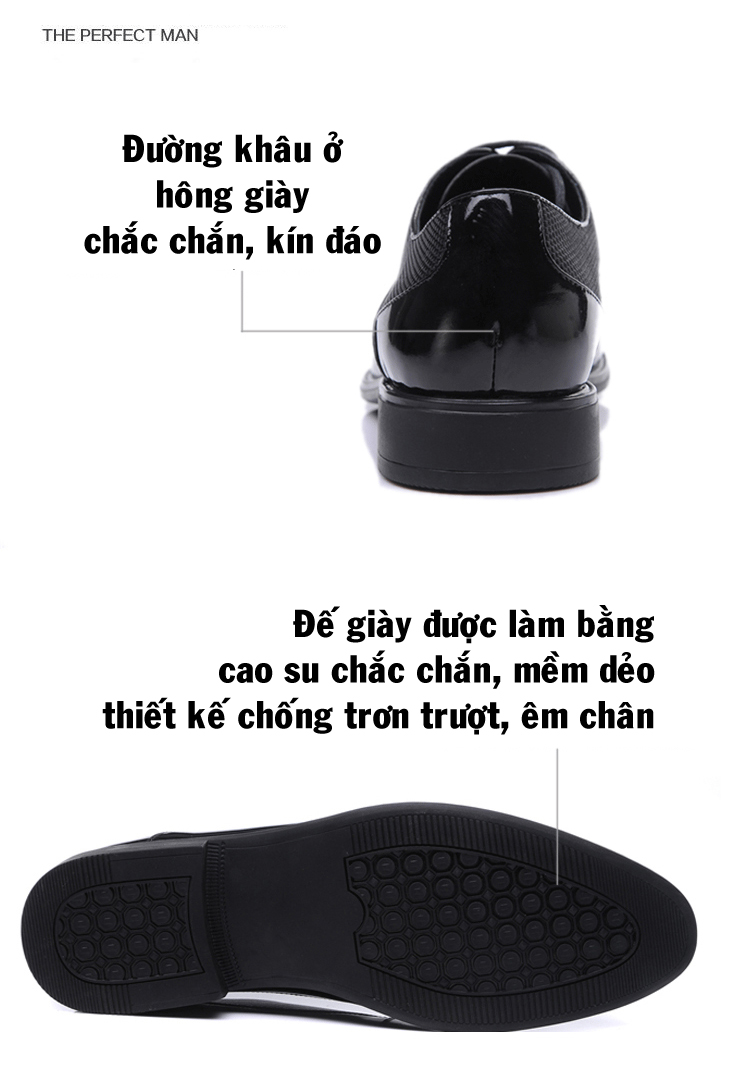 THE PERFECT MAN
Đường khâu ở
hông giày
chắc chắn, kín đáo
Đế giày được làm bằng
cao su chắc chắn, mềm dẻo
thiết kế chống trơn trượt, êm chân